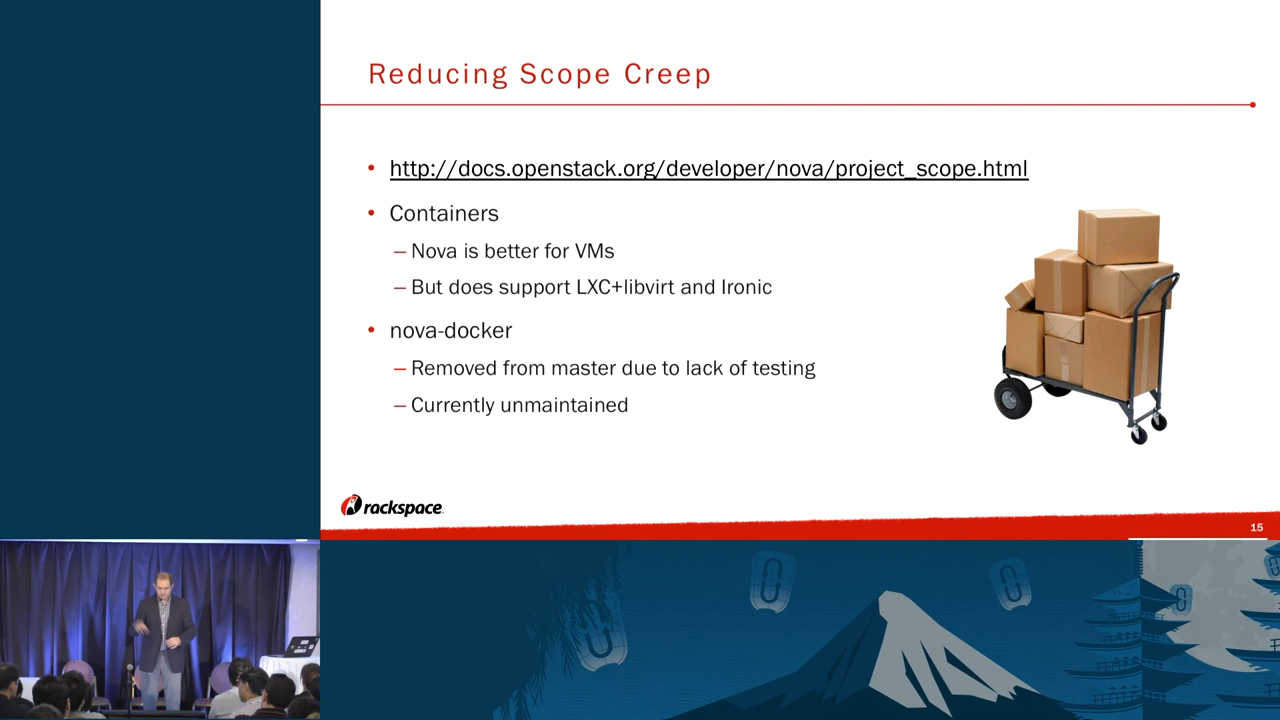 Reducing Scope Creep
• http://docs.openstack.org/developer/nova/project_scope.html
• Containers
– Nova is better for VMs
– But does support LXC+libvirt and Ironic
• nova-docker
– Removed from master due to lack of testing
– Currently unmaintained
rackspace
15